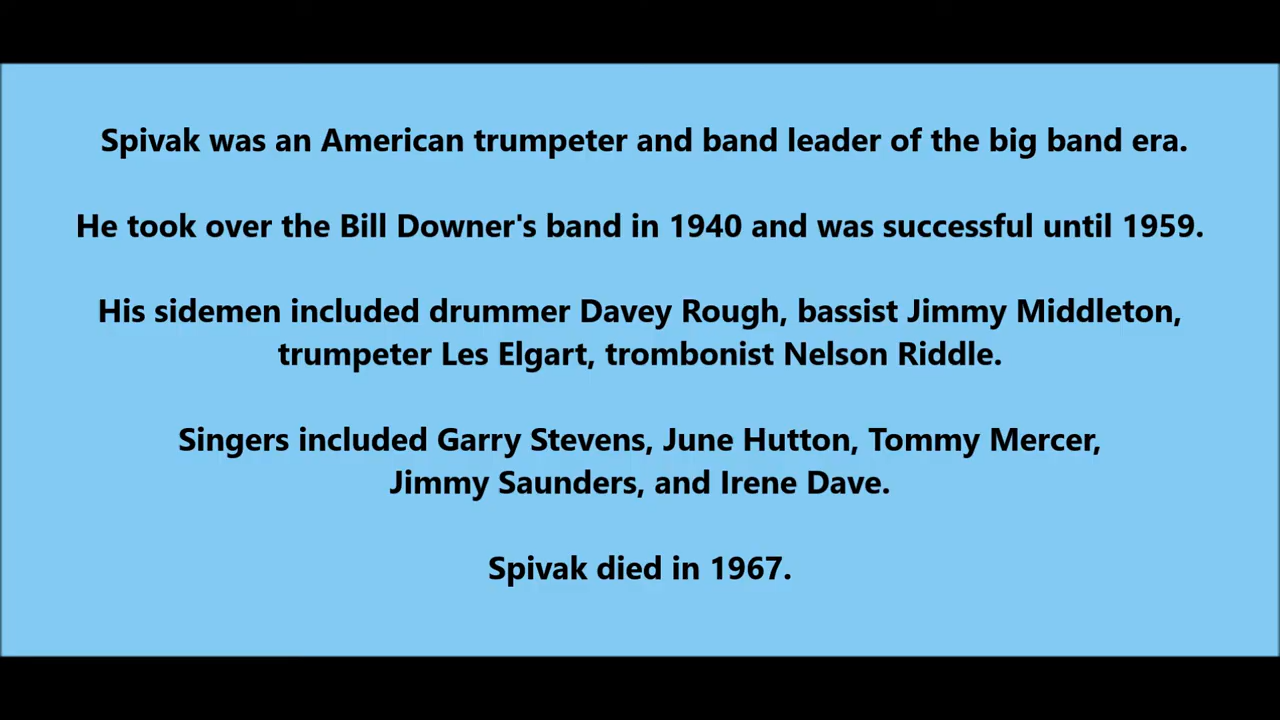 Spivak was an American trumpeter and band leader of the big band era.
He took over the Bill Downer's band in 1940 and was successful until 1959.
His sidemen included drummer Davey Rough, bassist Jimmy Middleton,
trumpeter Les Elgart, trombonist Nelson Riddle.
Singers included Garry Stevens, June Hutton, Tommy Mercer,
Jimmy Saunders, and Irene Dave.
Spivak died in 1967.